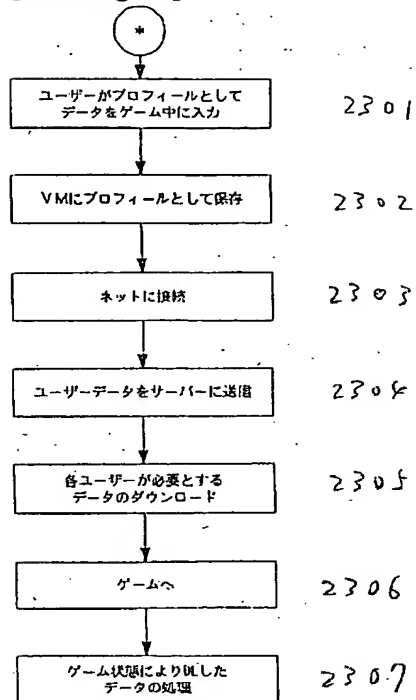 *
ユーザーがプロフィールとして
データをゲーム中に入力
2301
VMにプロフィールとして保存
2302
ネットに接続
2303
ユーザーデータをサーバーに送信
2304
各ユーザーが必要とする
データのダウンロード
2305
ゲームへ
2306
ゲーム状態により
データの処理
2307